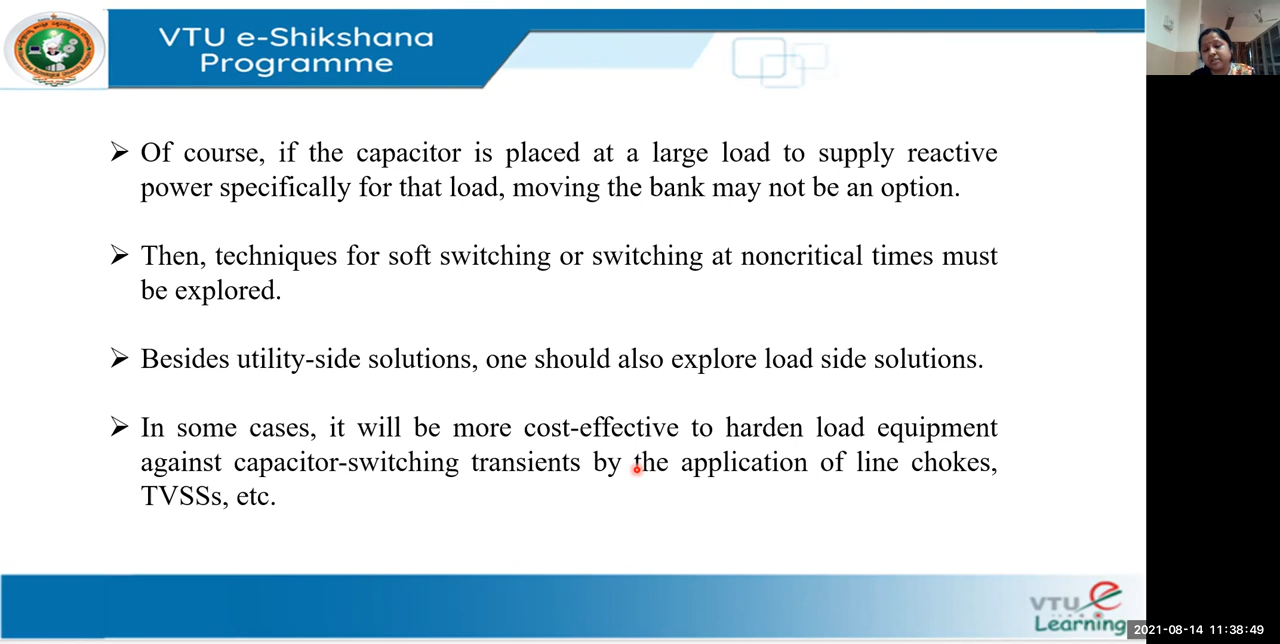 VTU e-Shikshana
Programme
➤ Of course, if the capacitor is placed at a large load to supply reactive
power specifically for that load, moving the bank may not be an option.
➤ Then, techniques for soft switching or switching at noncritical times must
be explored.
➤ Besides utility-side solutions, one should also explore load side solutions.
➤ In some cases, it will be more cost-effective to harden load equipment
against capacitor-switching transients by the application of line chokes,
TVSSs, etc.
VTU e
Learning
2021-08-14 11:38:49